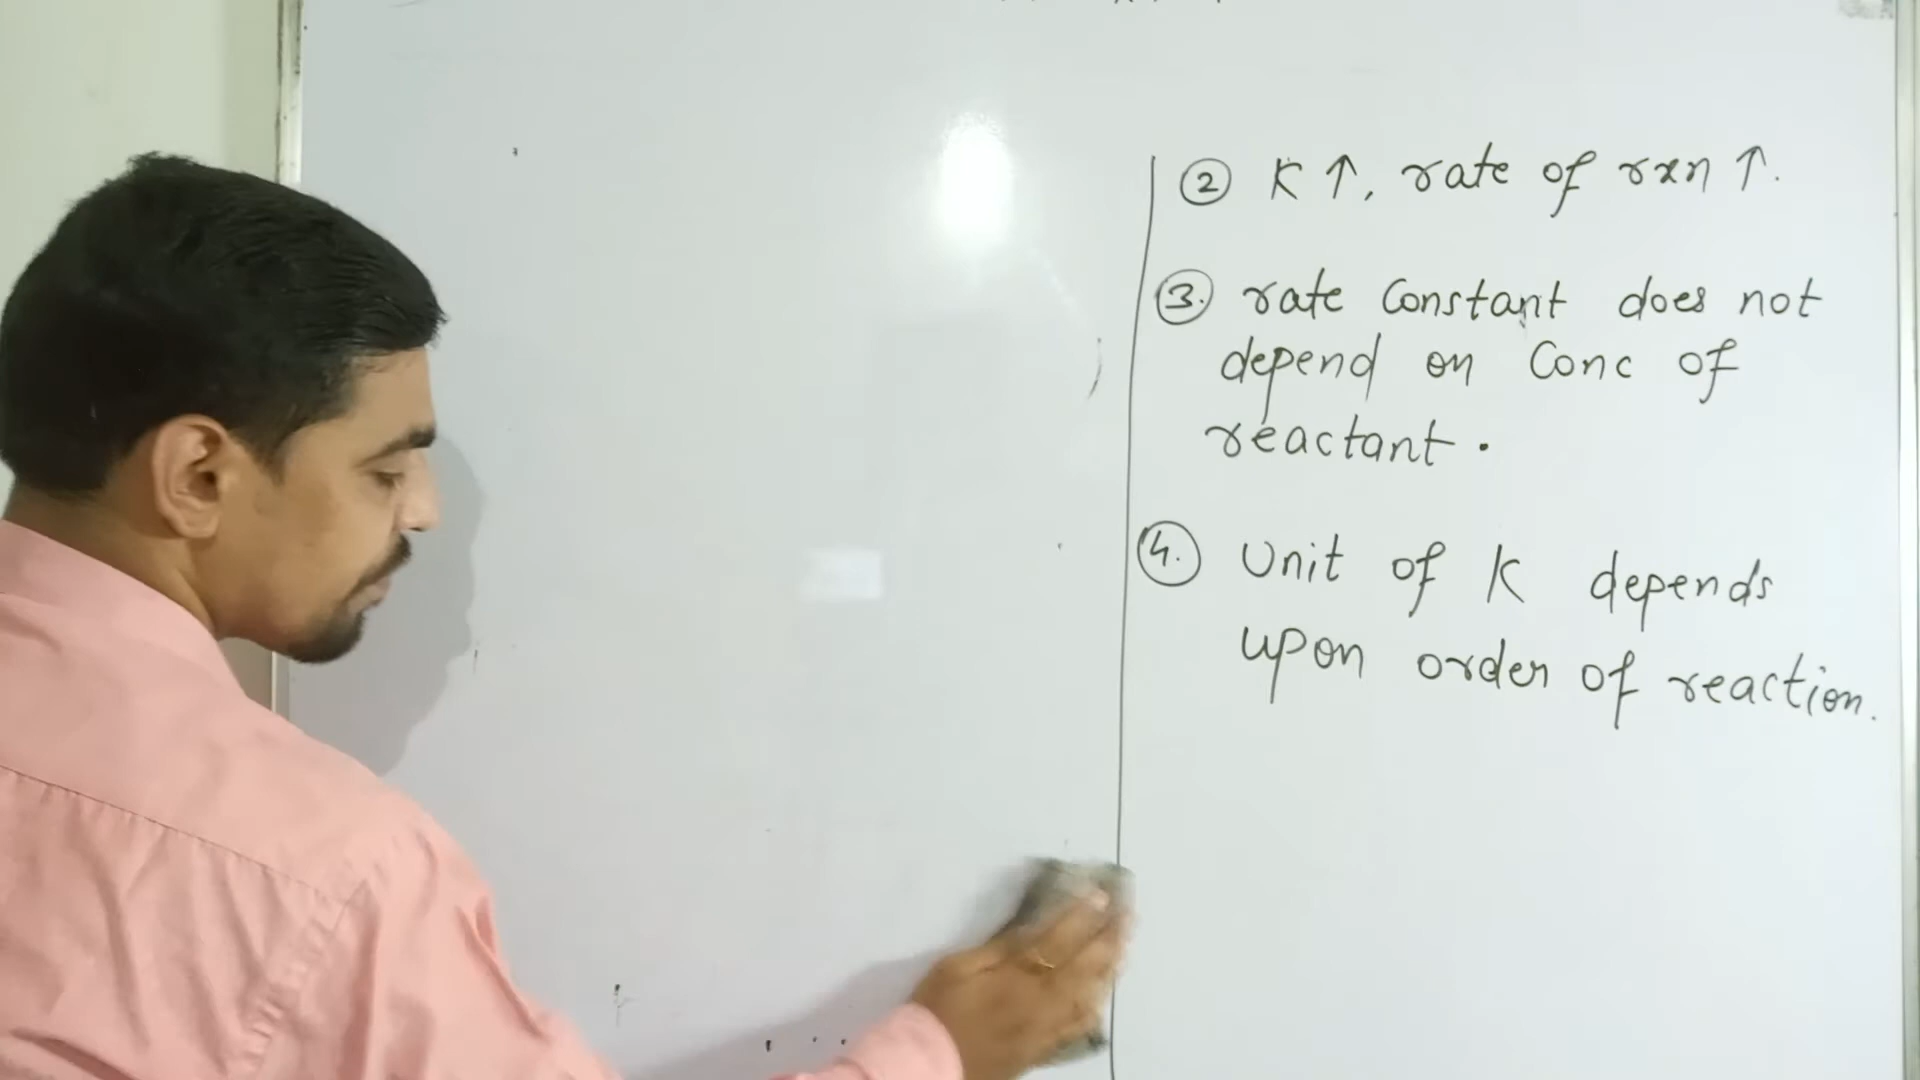 ② K ↑, rate of rxn ↑.
③. rate Constant does not
depend on Conc of
reactant.
④. Unit of K depends
upon order of reaction.